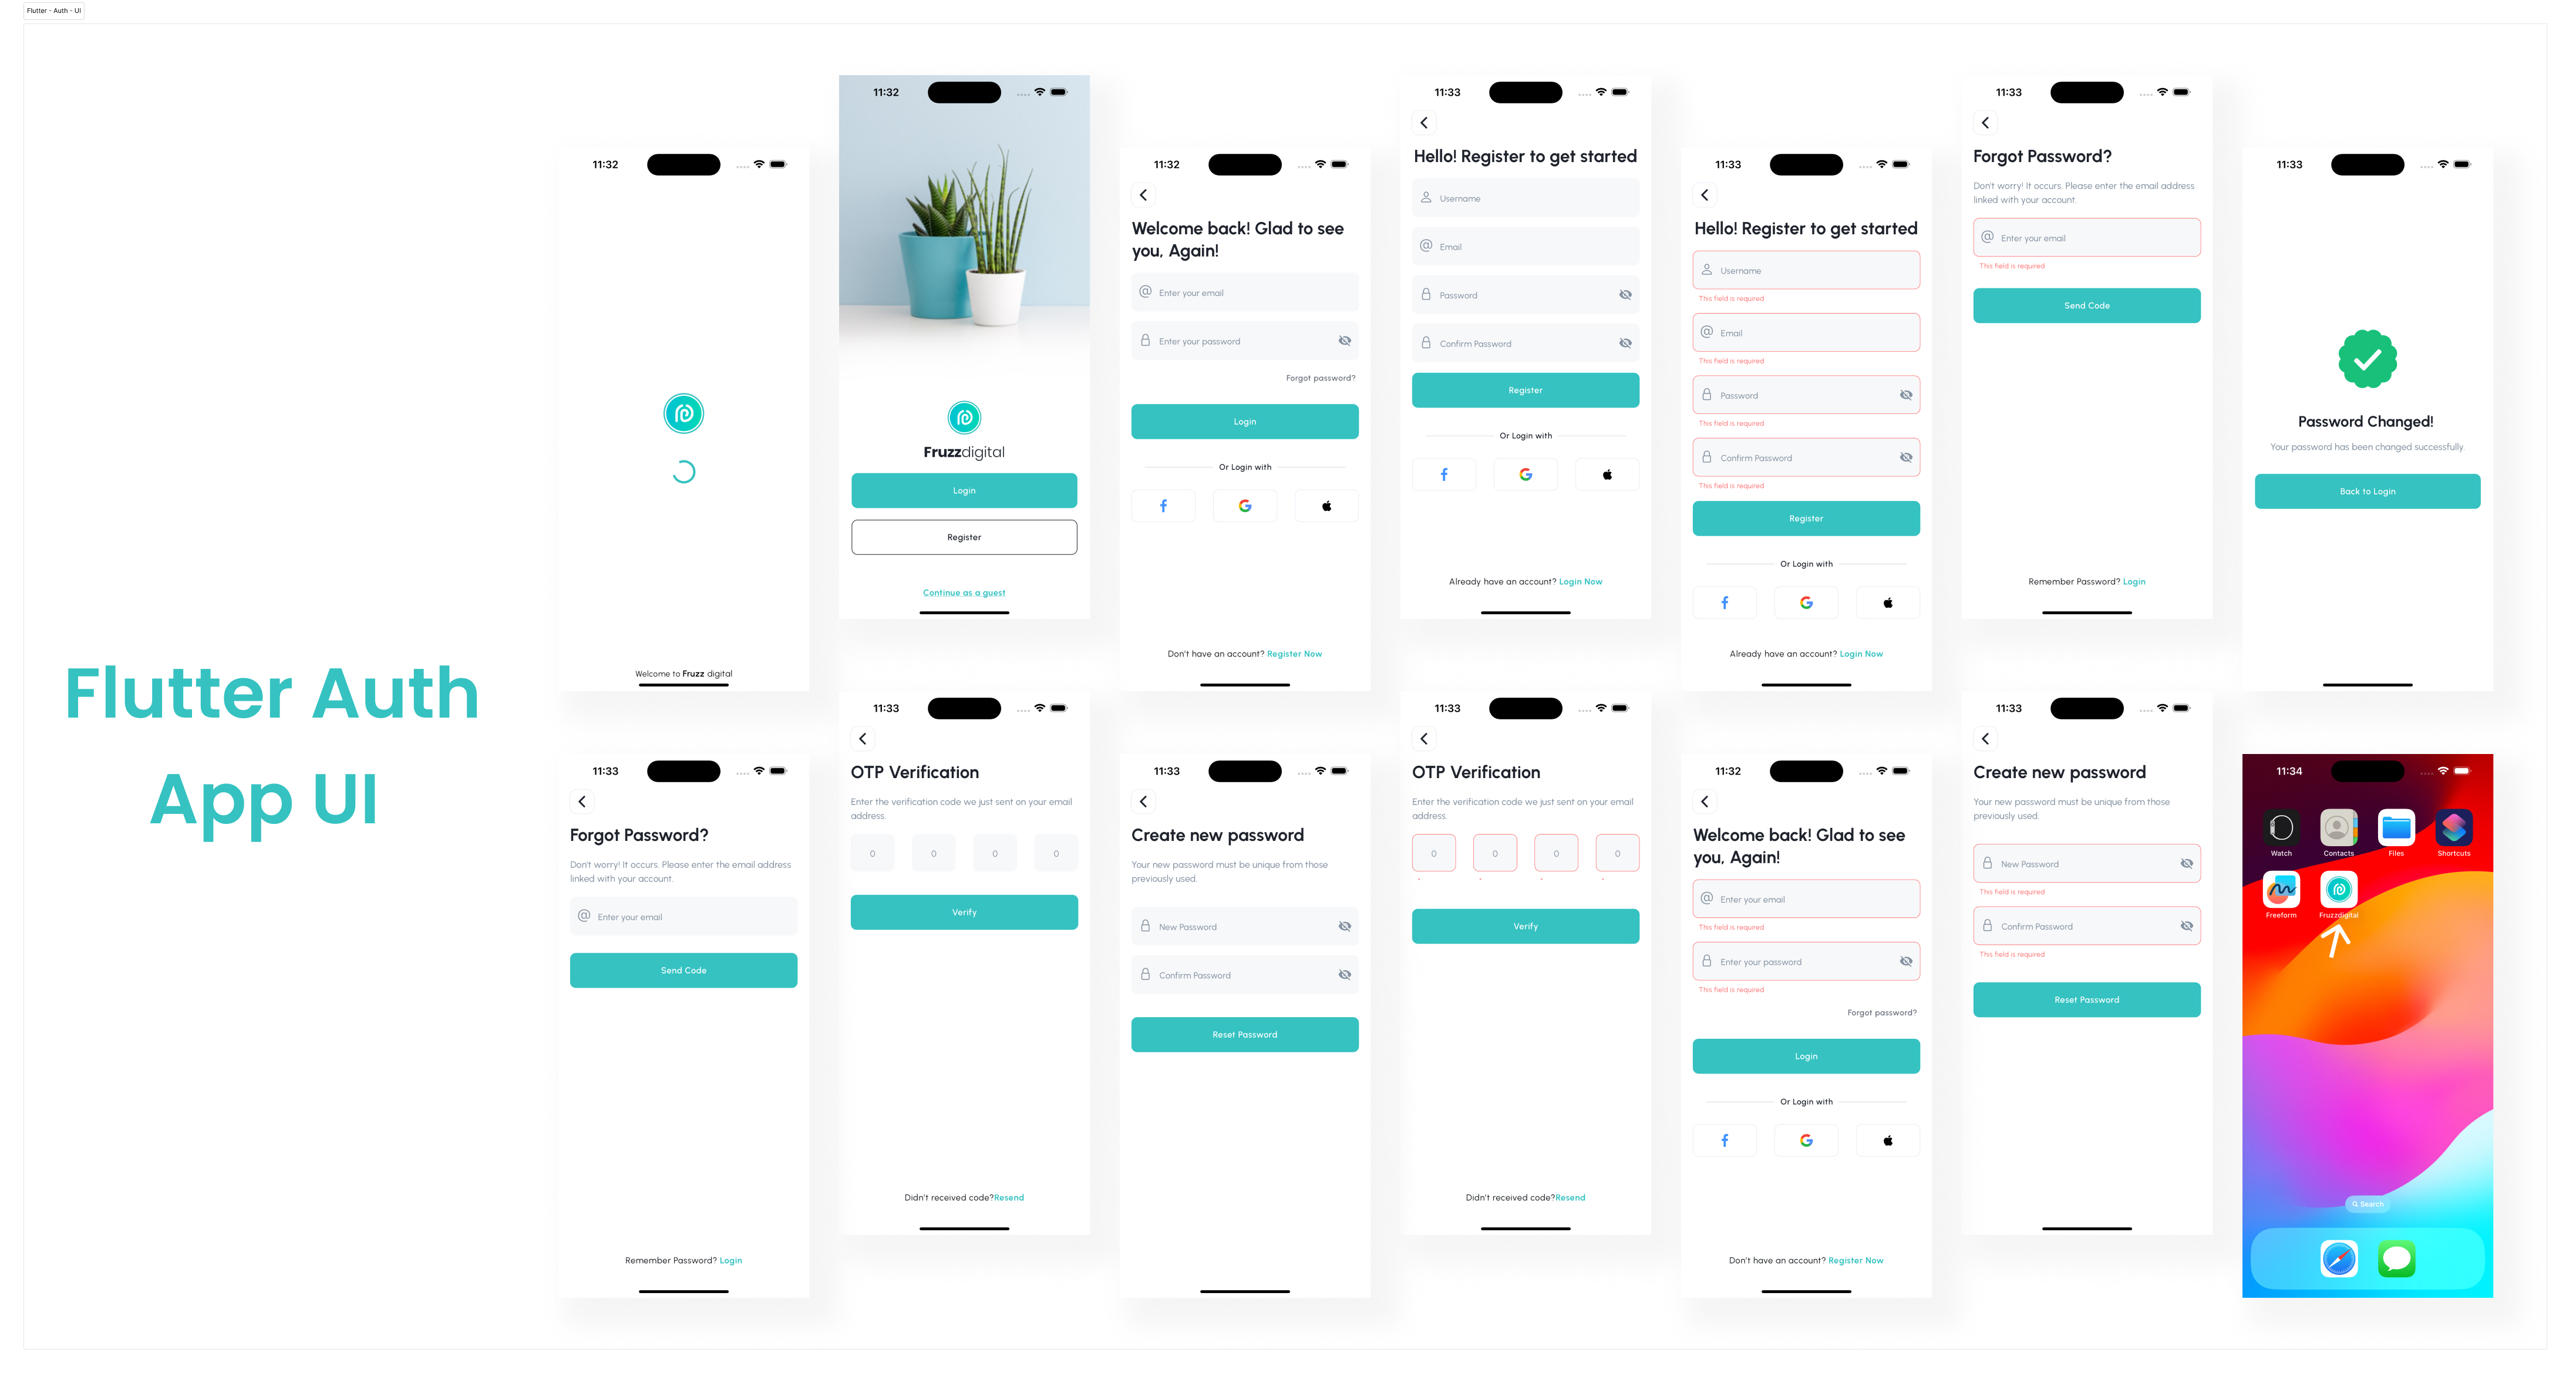 Flutter - Auth - UI
Flutter Auth
App UI
11:32
Welcome to Fruzz digital
11:32
Fruzzdigital
Login
Register
Continue as a guest
11:32
Welcome back! Glad to see
you, Again!
Enter your email
Enter your password
Forgot password?
Login
Or Login with
Don't have an account? Register Now
11:33
Hello! Register to get started
Username
Email
Password
Confirm Password
Register
Or Login with
Already have an account? Login Now
11:33
Hello! Register to get started
Username
This field is required
Email
This field is required
Password
This field is required
Confirm Password
This field is required
Register
Or Login with
Already have an account? Login Now
11:33
Forgot Password?
Don't worry! It occurs. Please enter the email address
linked with your account.
Enter your email
This field is required
Send Code
Remember Password? Login
11:33
Password Changed!
Your password has been changed successfully.
Back to Login
11:33
Forgot Password?
Don't worry! It occurs. Please enter the email address
linked with your account.
Enter your email
Send Code
Remember Password? Login
11:33
OTP Verification
Enter the verification code we just sent on your email
address.
0 0 0 0
Verify
Didn't received code?Resend
11:33
Create new password
Your new password must be unique from those
previously used.
New Password
Confirm Password
Reset Password
11:33
OTP Verification
Enter the verification code we just sent on your email
address.
0 0 0 0
Verify
Didn't received code?Resend
11:32
Welcome back! Glad to see
you, Again!
Enter your email
This field is required
Enter your password
This field is required
Forgot password?
Login
Or Login with
Don't have an account? Register Now
11:33
Create new password
Your new password must be unique from those
previously used.
New Password
This field is required
Confirm Password
This field is required
Reset Password
11:34
Watch Contacts Files Shortcuts
Freeform Fruzzdigital
Search